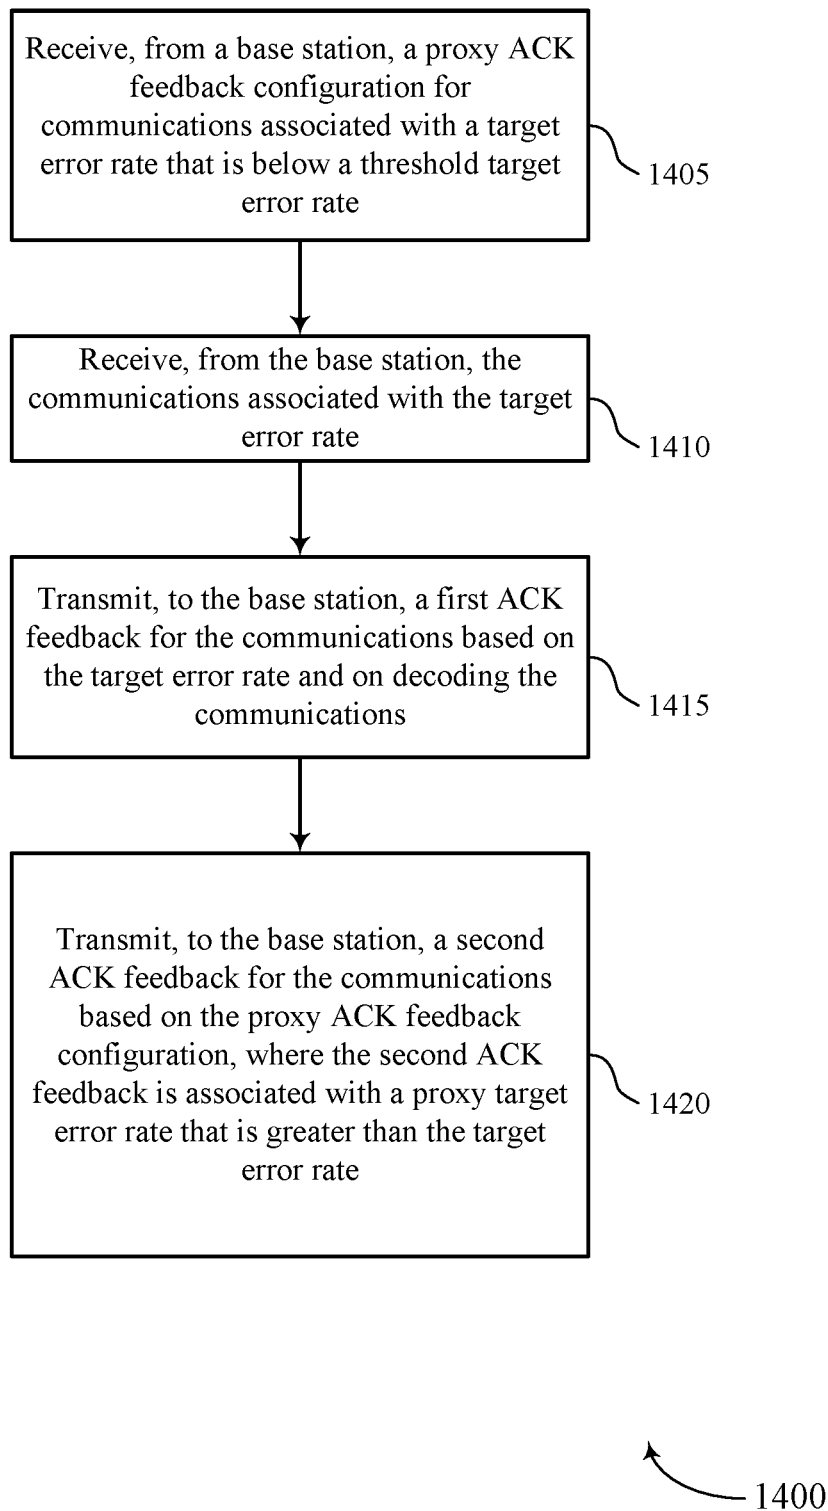 Receive, from a base station, a proxy ACK
feedback configuration for
communications associated with a target
error rate that is below a threshold target
error rate
1405
Receive, from the base station, the
communications associated with the target
error rate
1410
Transmit, to the base station, a first ACK
feedback for the communications based on
the target error rate and on decoding the
communications
1415
Transmit, to the base station, a second
ACK feedback for the communications
based on the proxy ACK feedback
configuration, where the second ACK
feedback is associated with a proxy target
error rate that is greater than the target
error rate
1420
1400